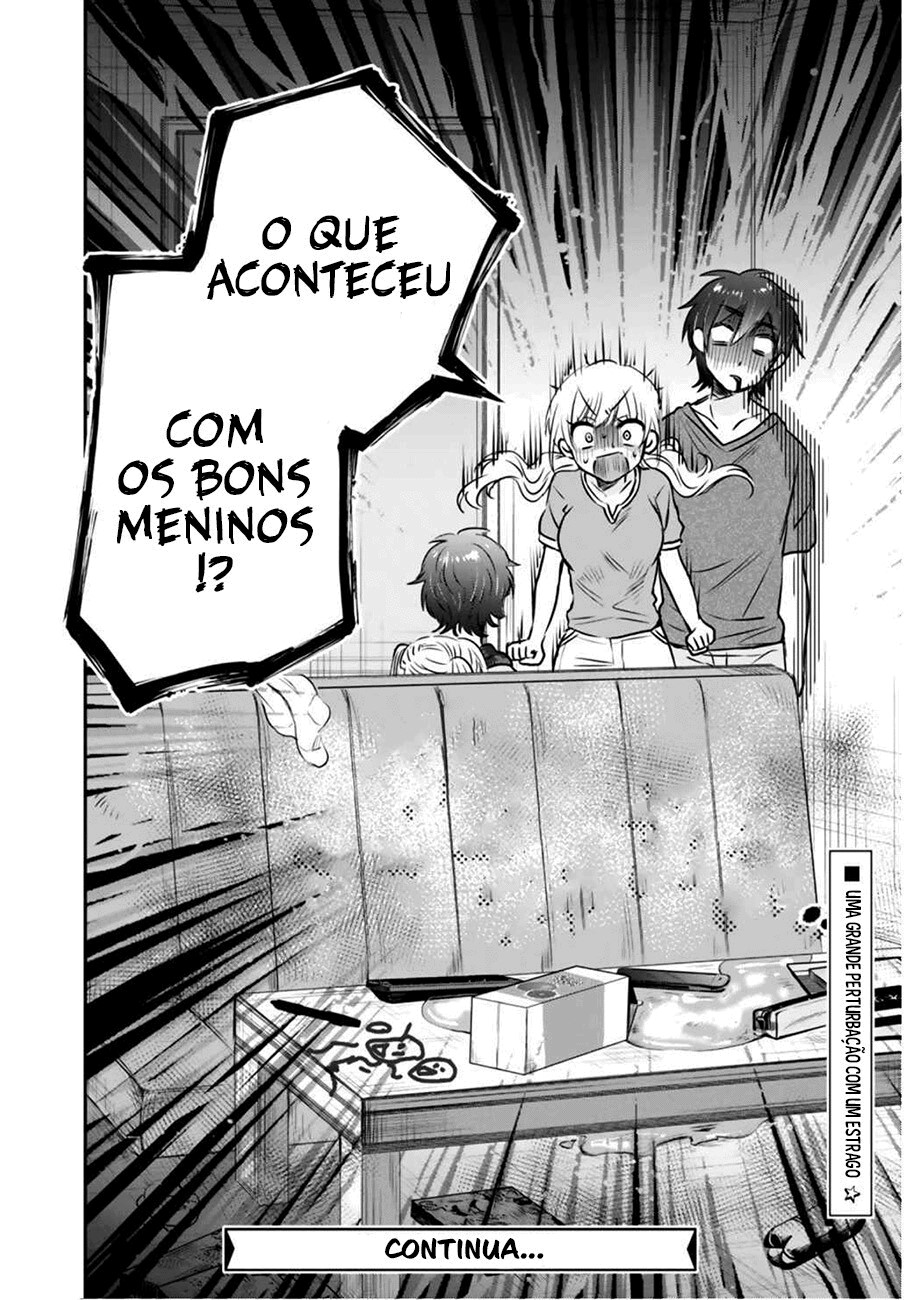 O QUE
ACONTECEU
COM
OS BONS
MENINOS
!?
■ UMA GRANDE PERTURBAÇÃO COM UM ESTRAGO ☆
CONTINUA...